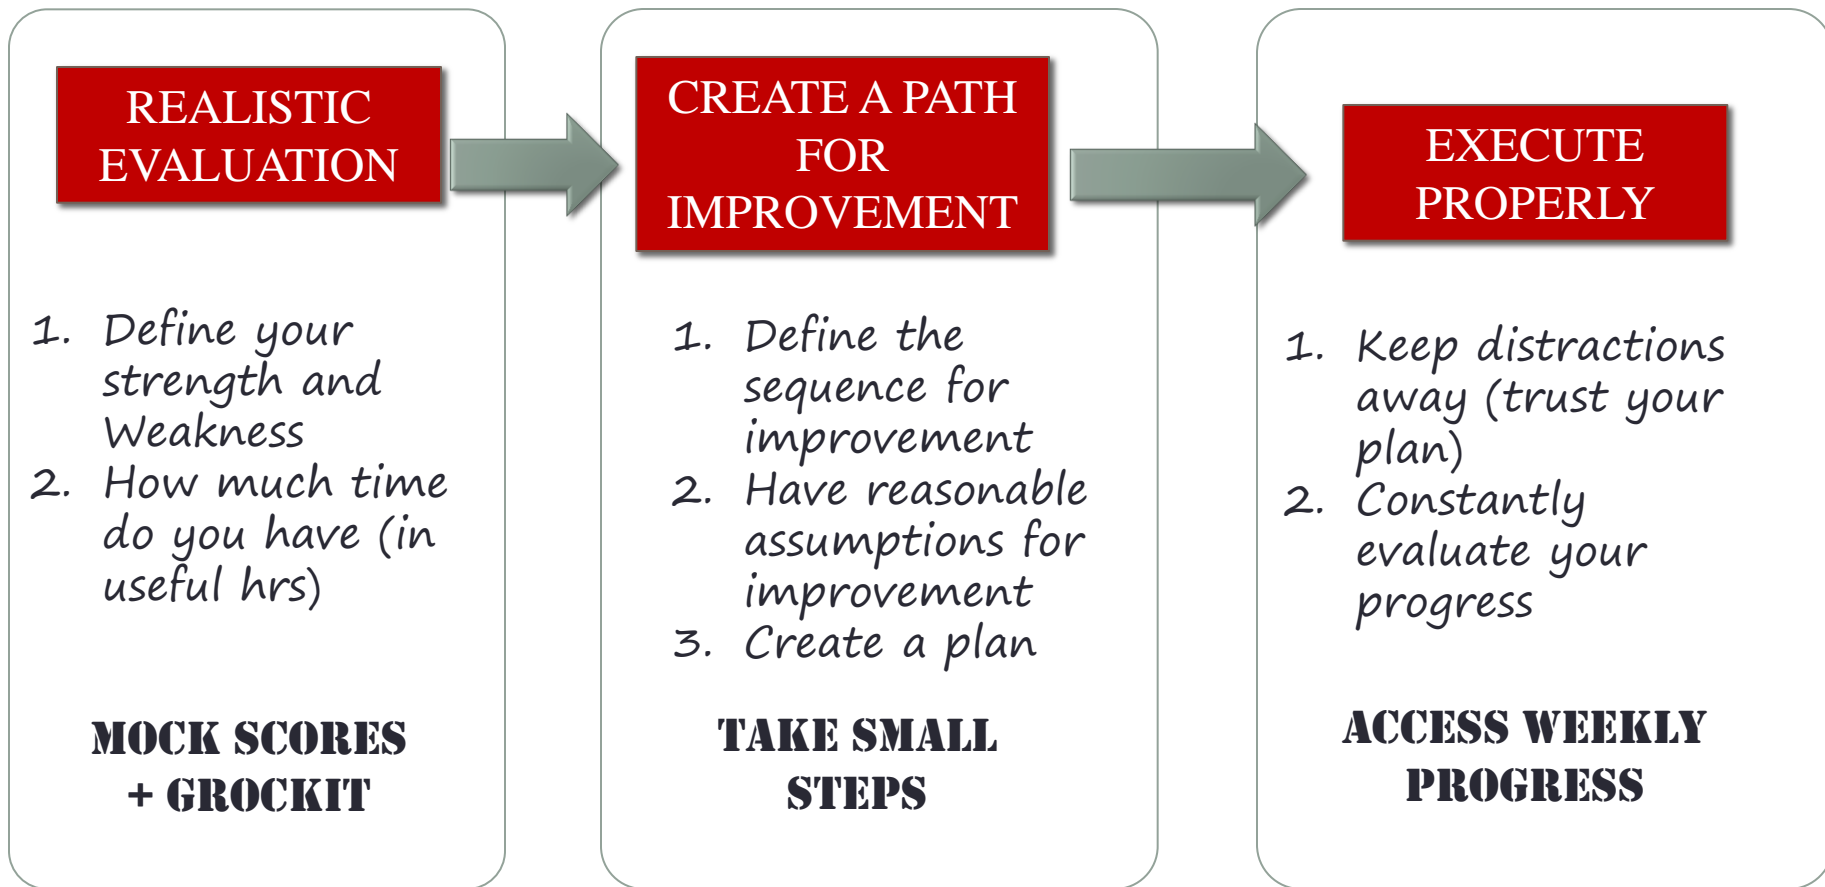 REALISTIC
EVALUATION
1. Define your
strength and
Weakness
2. How much time
do you have (in
useful hrs)
MOCK SCORES
+ GROCKIT
CREATE A PATH
FOR
IMPROVEMENT
1. Define the
sequence for
improvement
2. Have reasonable
assumptions for
improvement
3. Create a plan
TAKE SMALL
STEPS
EXECUTE
PROPERLY
1. Keep distractions
away (trust your
plan)
2. Constantly
evaluate your
progress
ACCESS WEEKLY
PROGRESS